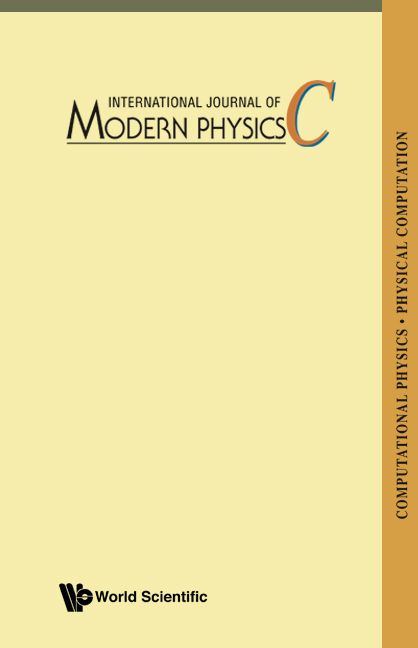 INTERNATIONAL JOURNAL OF
MODERN PHYSICS C
COMPUTATIONAL PHYSICS • PHYSICAL COMPUTATION
World Scientific